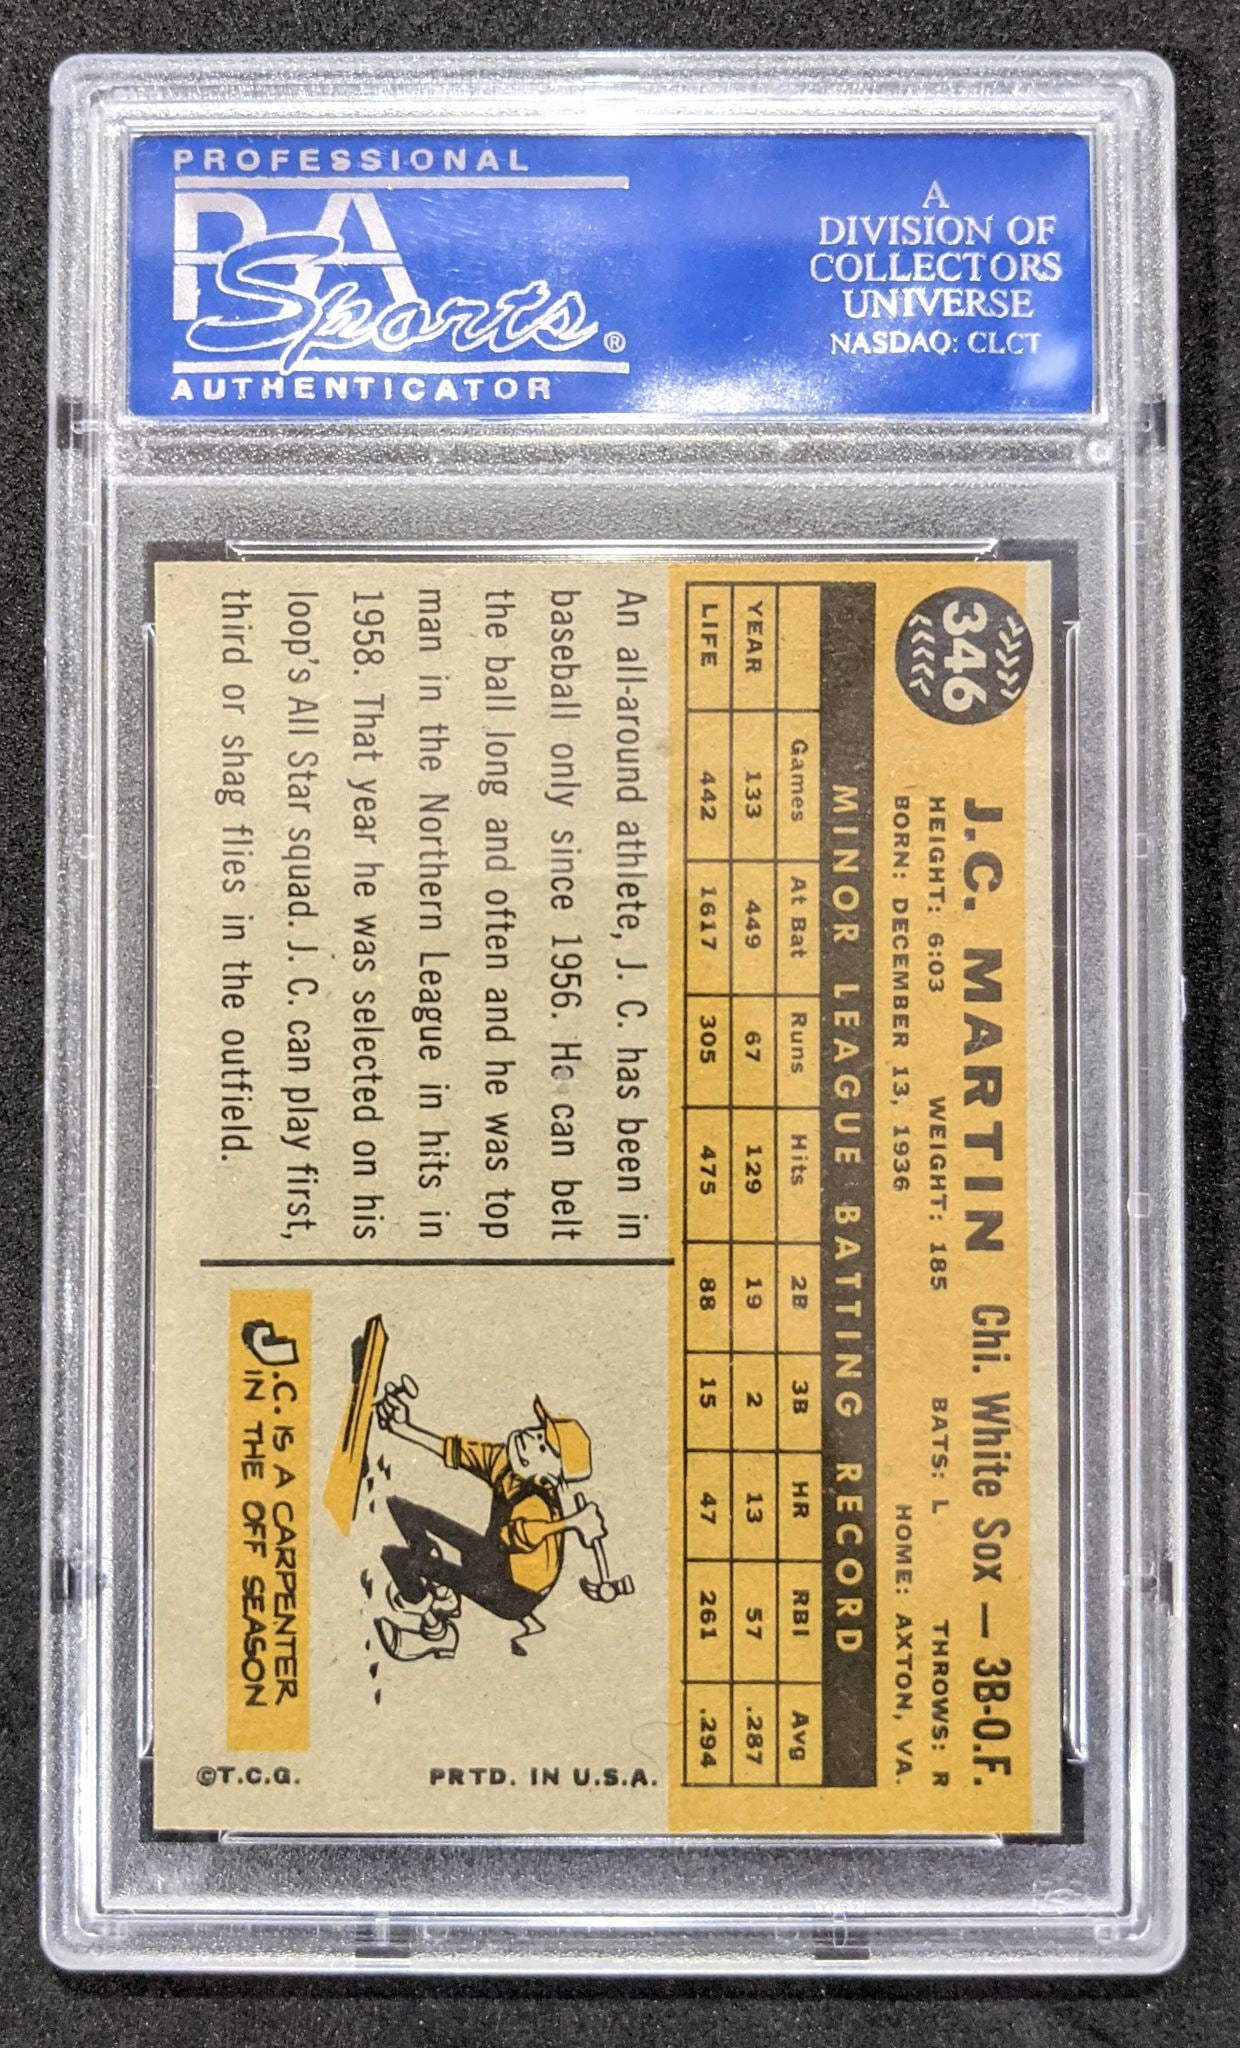 PROFESSIONAL
PSA
Sports®
AUTHENTICATOR
A
DIVISION OF
COLLECTORS
UNIVERSE
NASDAQ: CLCT
346
J.C. MARTIN Chi. White Sox — 3B-O.F.
HEIGHT: 6:03 WEIGHT: 185 BATS: L THROWS: R
BORN: DECEMBER 13, 1936 HOME: AXTON, VA.
MINOR LEAGUE BATTING RECORD
Games At Bat Runs Hits 2B 3B HR RBI Avg
YEAR 133 449 67 129 19 2 13 57 .287
LIFE 442 1617 305 475 88 15 47 261 .294
An all-around athlete, J. C. has been in
baseball only since 1956. He can belt
the ball long and often and he was top
man in the Northern League in hits in
1958. That year he was selected on his
loop's All Star squad. J. C. can play first,
third or shag flies in the outfield.
J.C. IS A CARPENTER
IN THE OFF SEASON
PRTD. IN U.S.A.
©T.C.G.